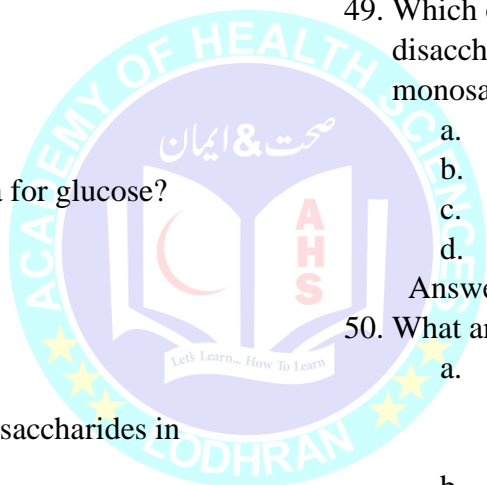 a for glucose?
saccharides in
49. Which
disacch
monosa
a.
b.
c.
d.
Answe
50. What a
a.
b.
ACADEMY OF HEALTH SCIENCES
LODHRAN
صحت & ایمان
AHS
Let's Learn... How To Learn